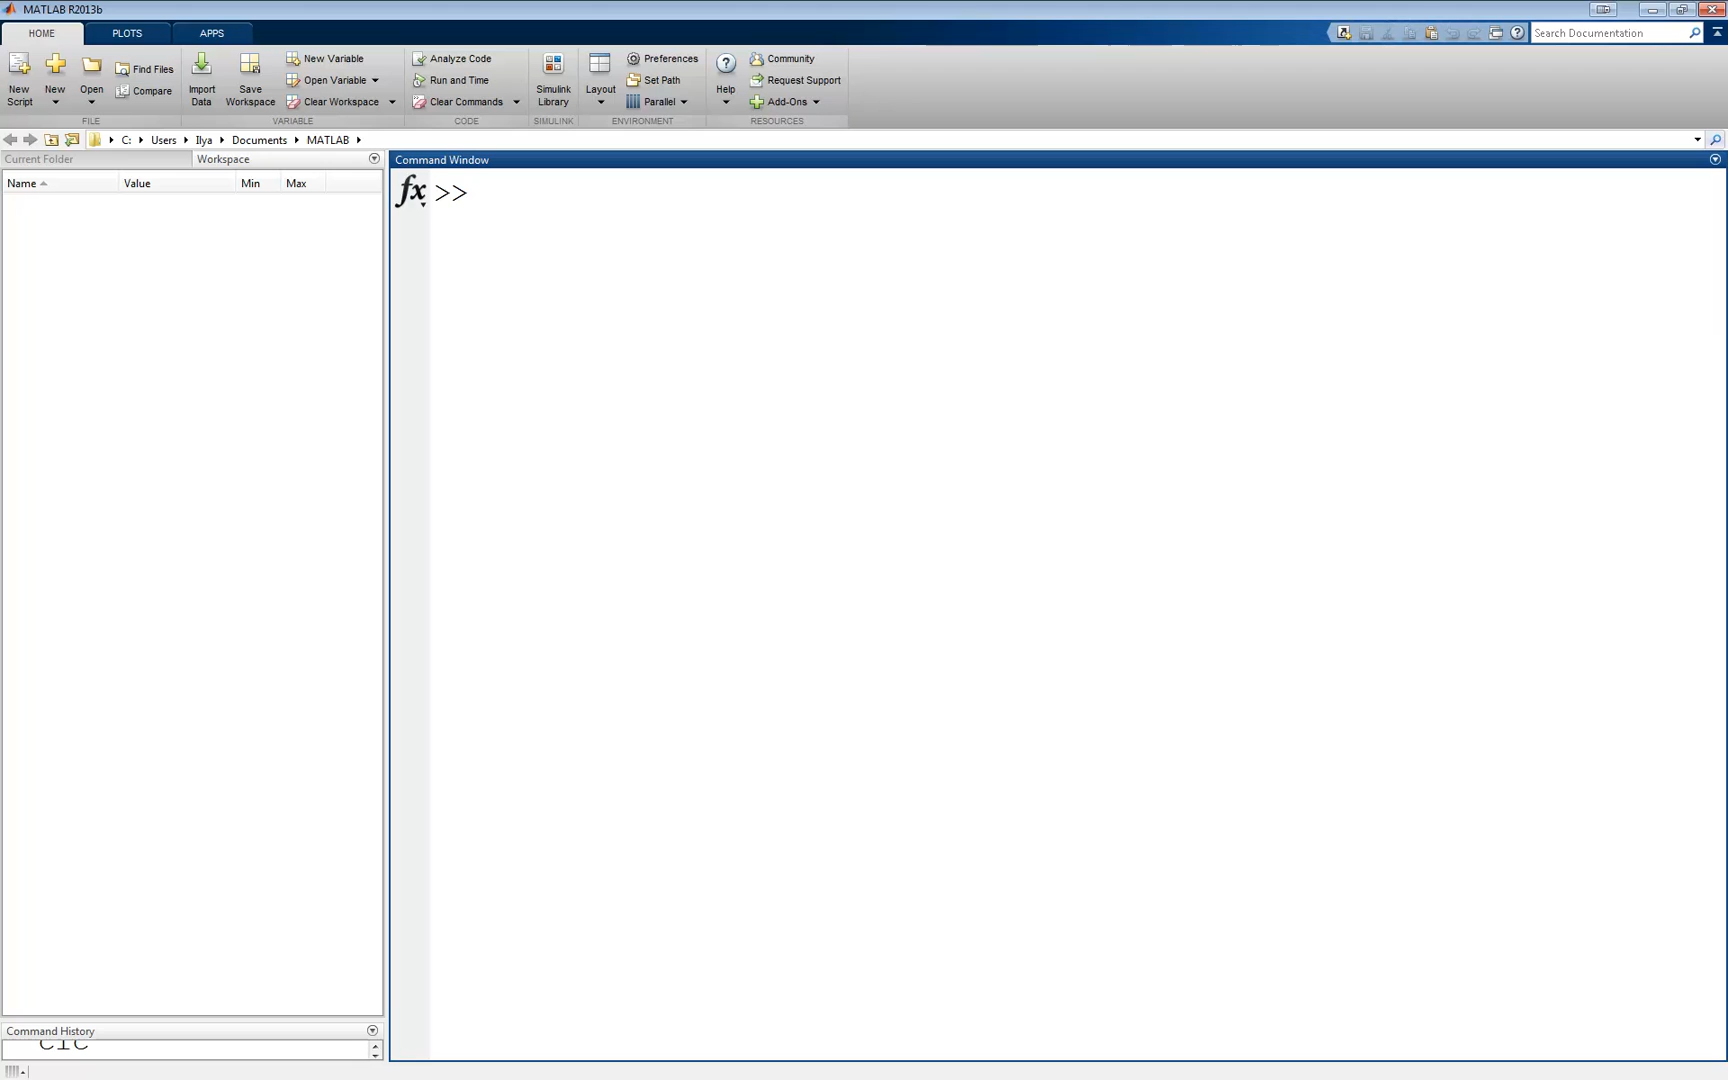 MATLAB R2013b
HOME PLOTS APPS
Search Documentation
New Script
New
Open
Find Files
Compare
Import Data
Save Workspace
New Variable
Open Variable
Clear Workspace
Analyze Code
Run and Time
Clear Commands
Simulink Library
Layout
Preferences
Set Path
Parallel
Help
Community
Request Support
Add-Ons
FILE VARIABLE CODE SIMULINK ENVIRONMENT RESOURCES
C: Users Ilya Documents MATLAB
Current Folder Workspace
Command Window
Name Value Min Max
fx >>
Command History
clc